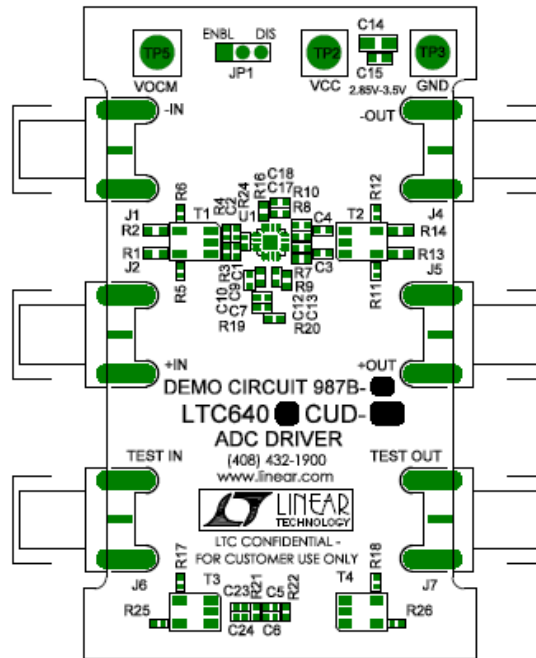 ENBL DIS
C14
TP5
TP2
TP3
JP1
C15
VOCM
VCC
GND
2.85V-3.5V
-IN
-OUT
R6
R4
C2
R24
R16
C18
C17
R10
R8
R12
J1
T1
U1
C4
T2
J4
R2
R14
R1
R13
J2
C3
J5
R5
R3
C1
R7
R9
R11
C10
C9
C7
C12
C13
R19
R20
+IN
+OUT
DEMO CIRCUIT 987B-
LTC640 CUD-
ADC DRIVER
TEST IN
TEST OUT
(408) 432-1900
www.linear.com
LT LINEAR
TECHNOLOGY
LTC CONFIDENTIAL -
FOR CUSTOMER USE ONLY
R17
R18
J6
T3
C23
R21
C5
R22
T4
J7
R25
C24
C6
R26